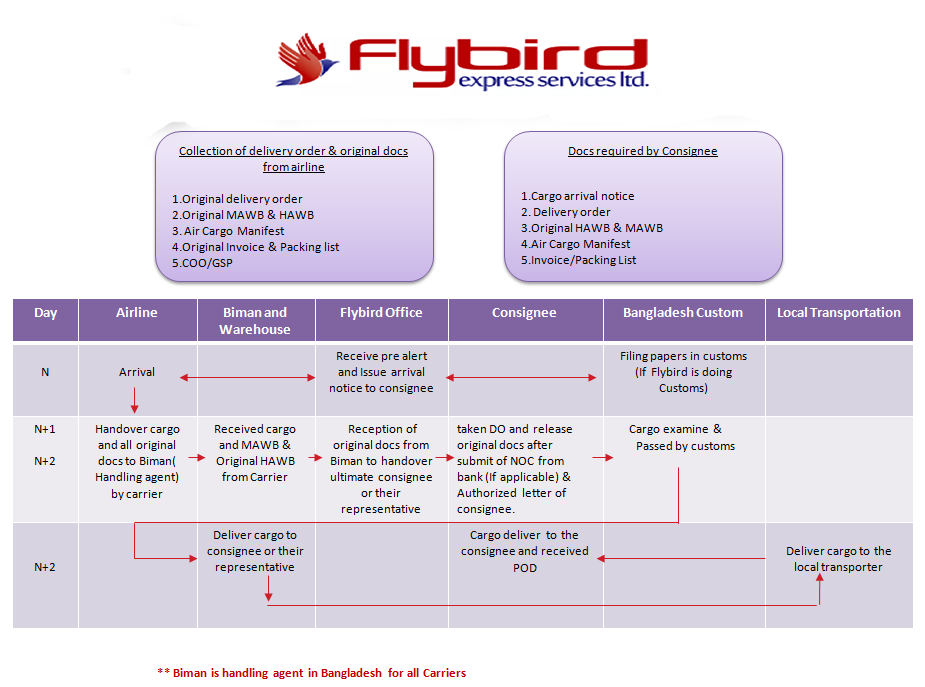 Flybird
express services ltd.
Collection of delivery order & original docs
from airline
1.Original delivery order
2.Original MAWB & HAWB
3. Air Cargo Manifest
4.Original Invoice & Packing list
5.COO/GSP
Docs required by Consignee
1.Cargo arrival notice
2. Delivery order
3.Original HAWB & MAWB
4.Air Cargo Manifest
5.Invoice/Packing List
Day
Airline
Biman and
Warehouse
Flybird Office
Consignee
Bangladesh Custom
Local Transportation
N
Arrival
Receive pre alert
and Issue arrival
notice to consignee
Filing papers in customs
(If Flybird is doing
Customs)
N+1
N+2
Handover cargo
and all original
docs to Biman(
Handling agent)
by carrier
Received cargo
and MAWB &
Original HAWB
from Carrier
Reception of
original docs from
Biman to handover
ultimate consignee
or their
representative
taken DO and release
original docs after
submit of NOC from
bank (If applicable) &
Authorized letter of
consignee.
Cargo examine &
Passed by customs
N+2
Deliver cargo to
consignee or their
representative
Cargo deliver to the
consignee and received
POD
Deliver cargo to the
local transporter
** Biman is handling agent in Bangladesh for all Carriers